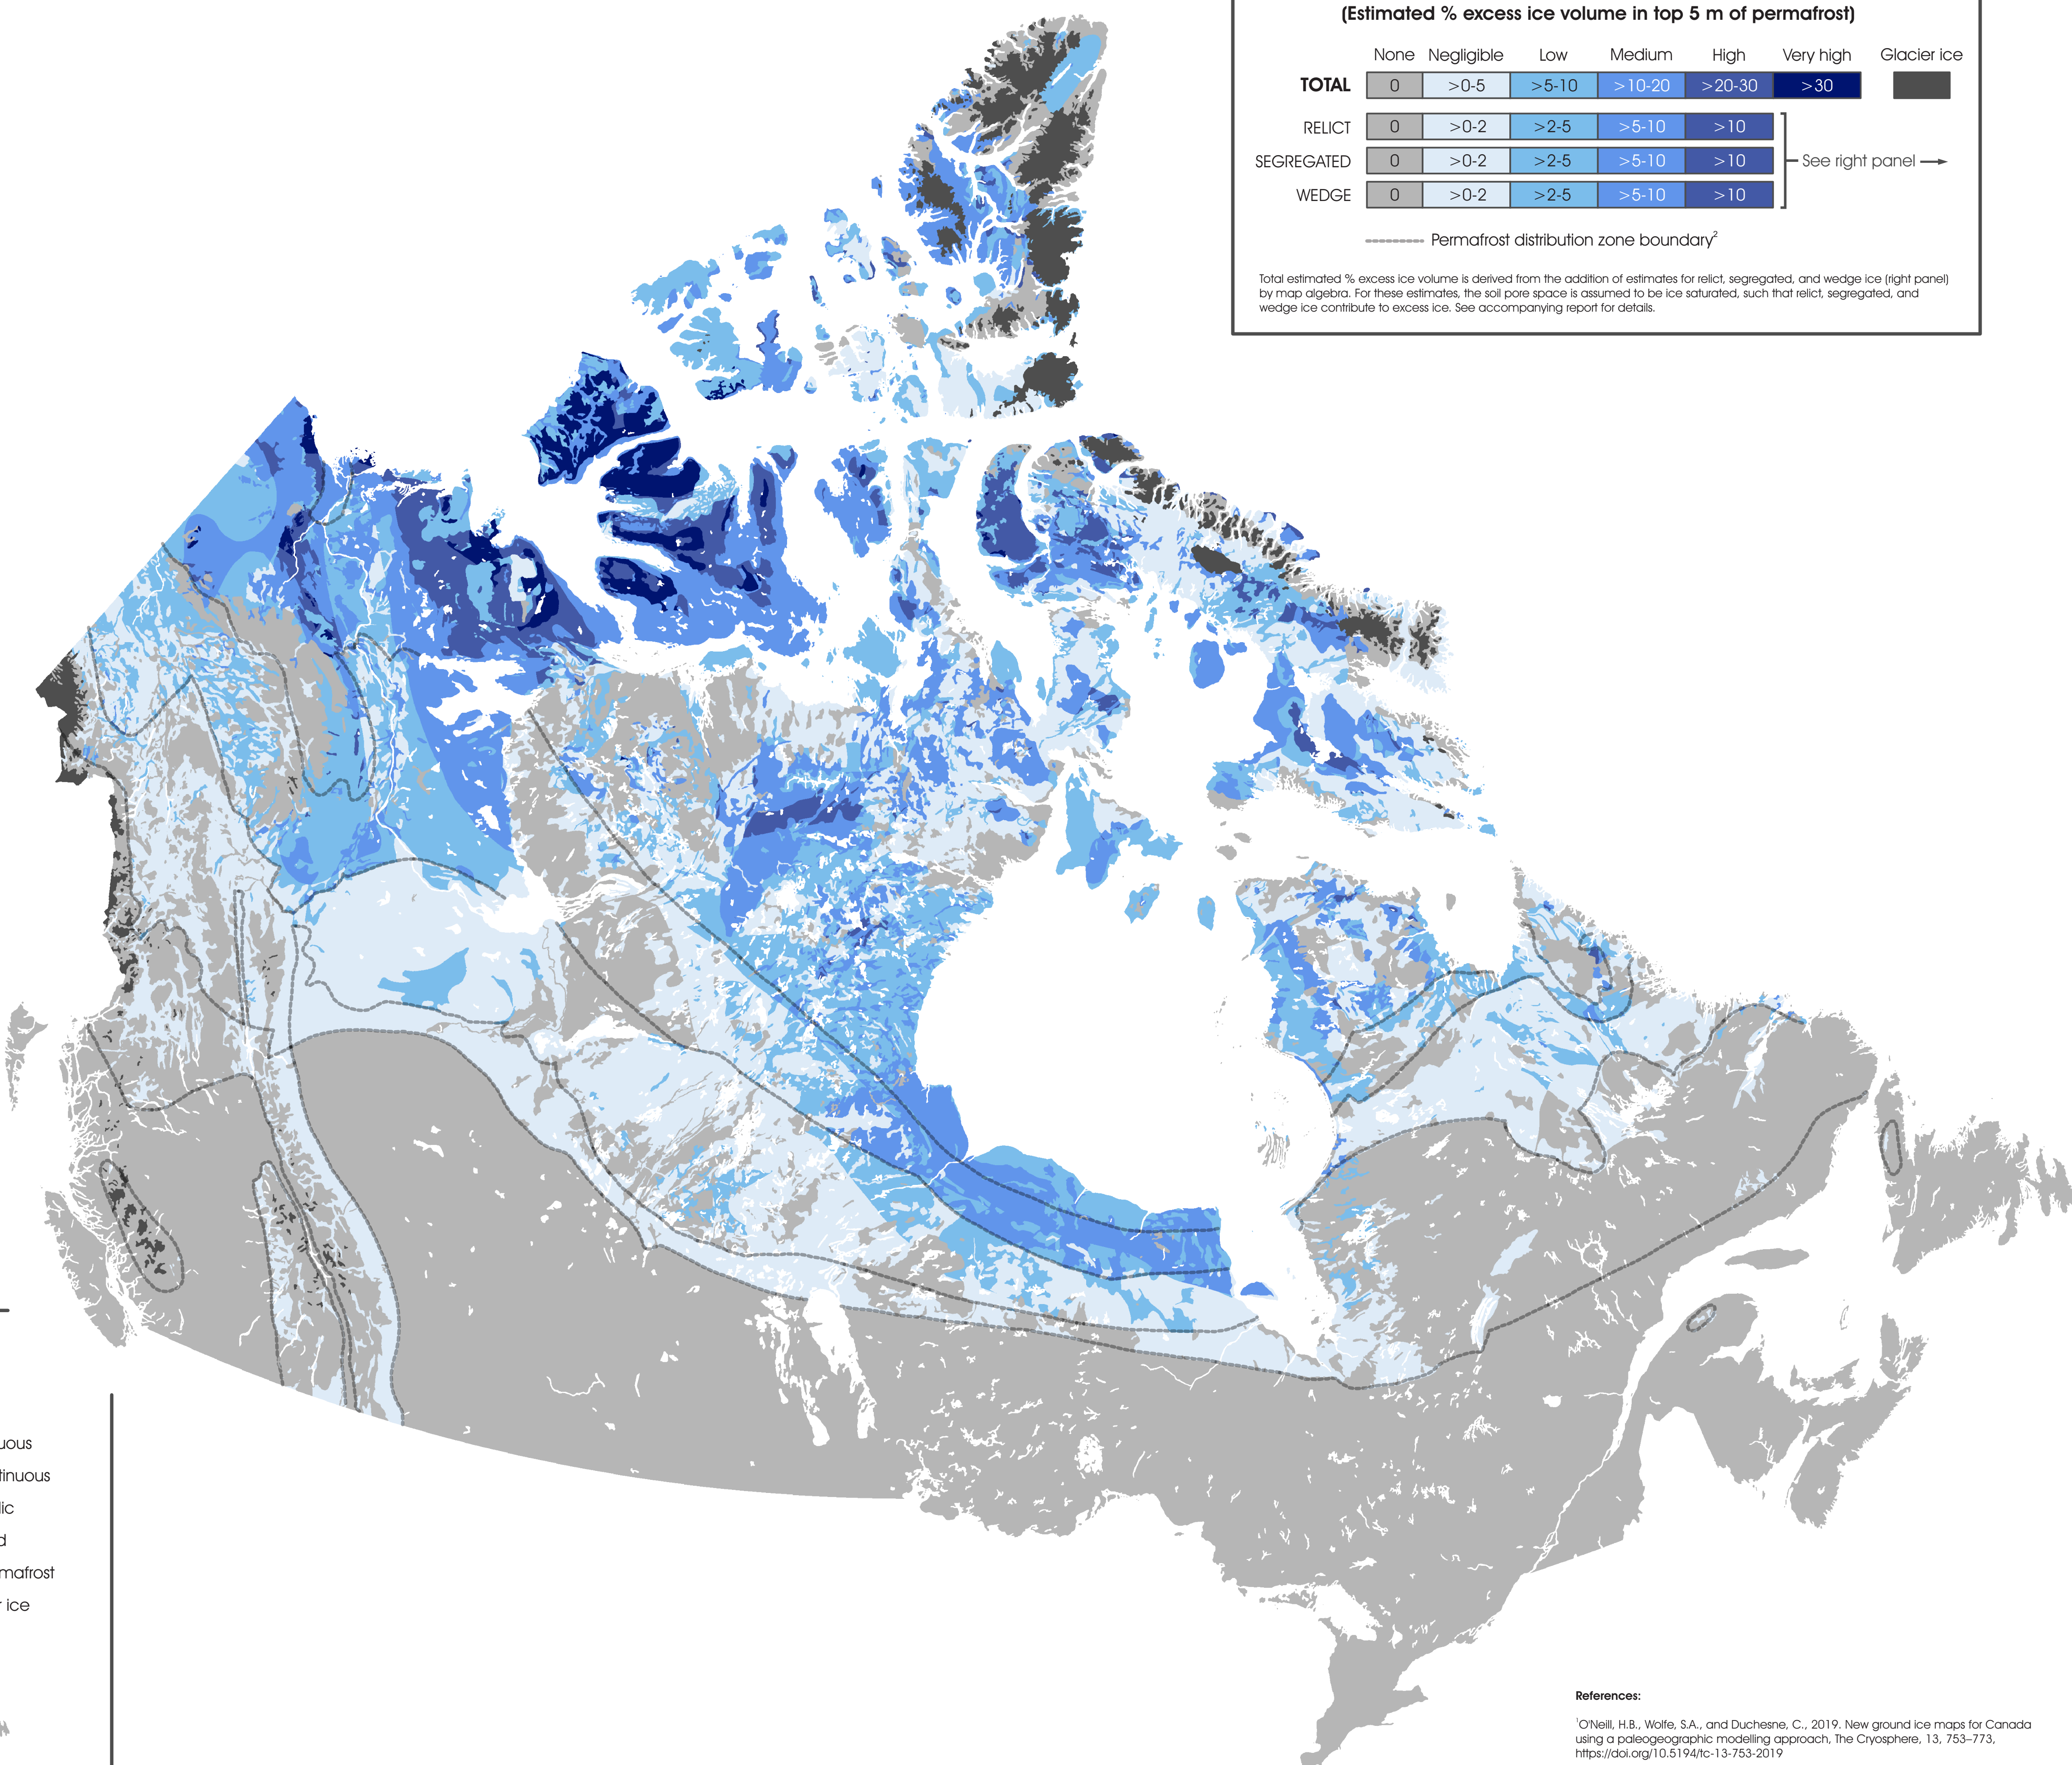 (Estimated % excess ice volume in top 5 m of permafrost)
None Negligible Low Medium High Very high Glacier ice
TOTAL 0 >0-5 >5-10 >10-20 >20-30 >30
RELICT 0 >0-2 >2-5 >5-10 >10
SEGREGATED 0 >0-2 >2-5 >5-10 >10 See right panel
WEDGE 0 >0-2 >2-5 >5-10 >10
Permafrost distribution zone boundary2
Total estimated % excess ice volume is derived from the addition of estimates for relict, segregated, and wedge ice (right panel)
by map algebra. For these estimates, the soil pore space is assumed to be ice saturated, such that relict, segregated, and
wedge ice contribute to excess ice. See accompanying report for details.
uous
tinuous
lic
d
mafrost
r ice
References:
1O'Neill, H.B., Wolfe, S.A., and Duchesne, C., 2019. New ground ice maps for Canada
using a paleogeographic modelling approach, The Cryosphere, 13, 753–773,
https://doi.org/10.5194/tc-13-753-2019